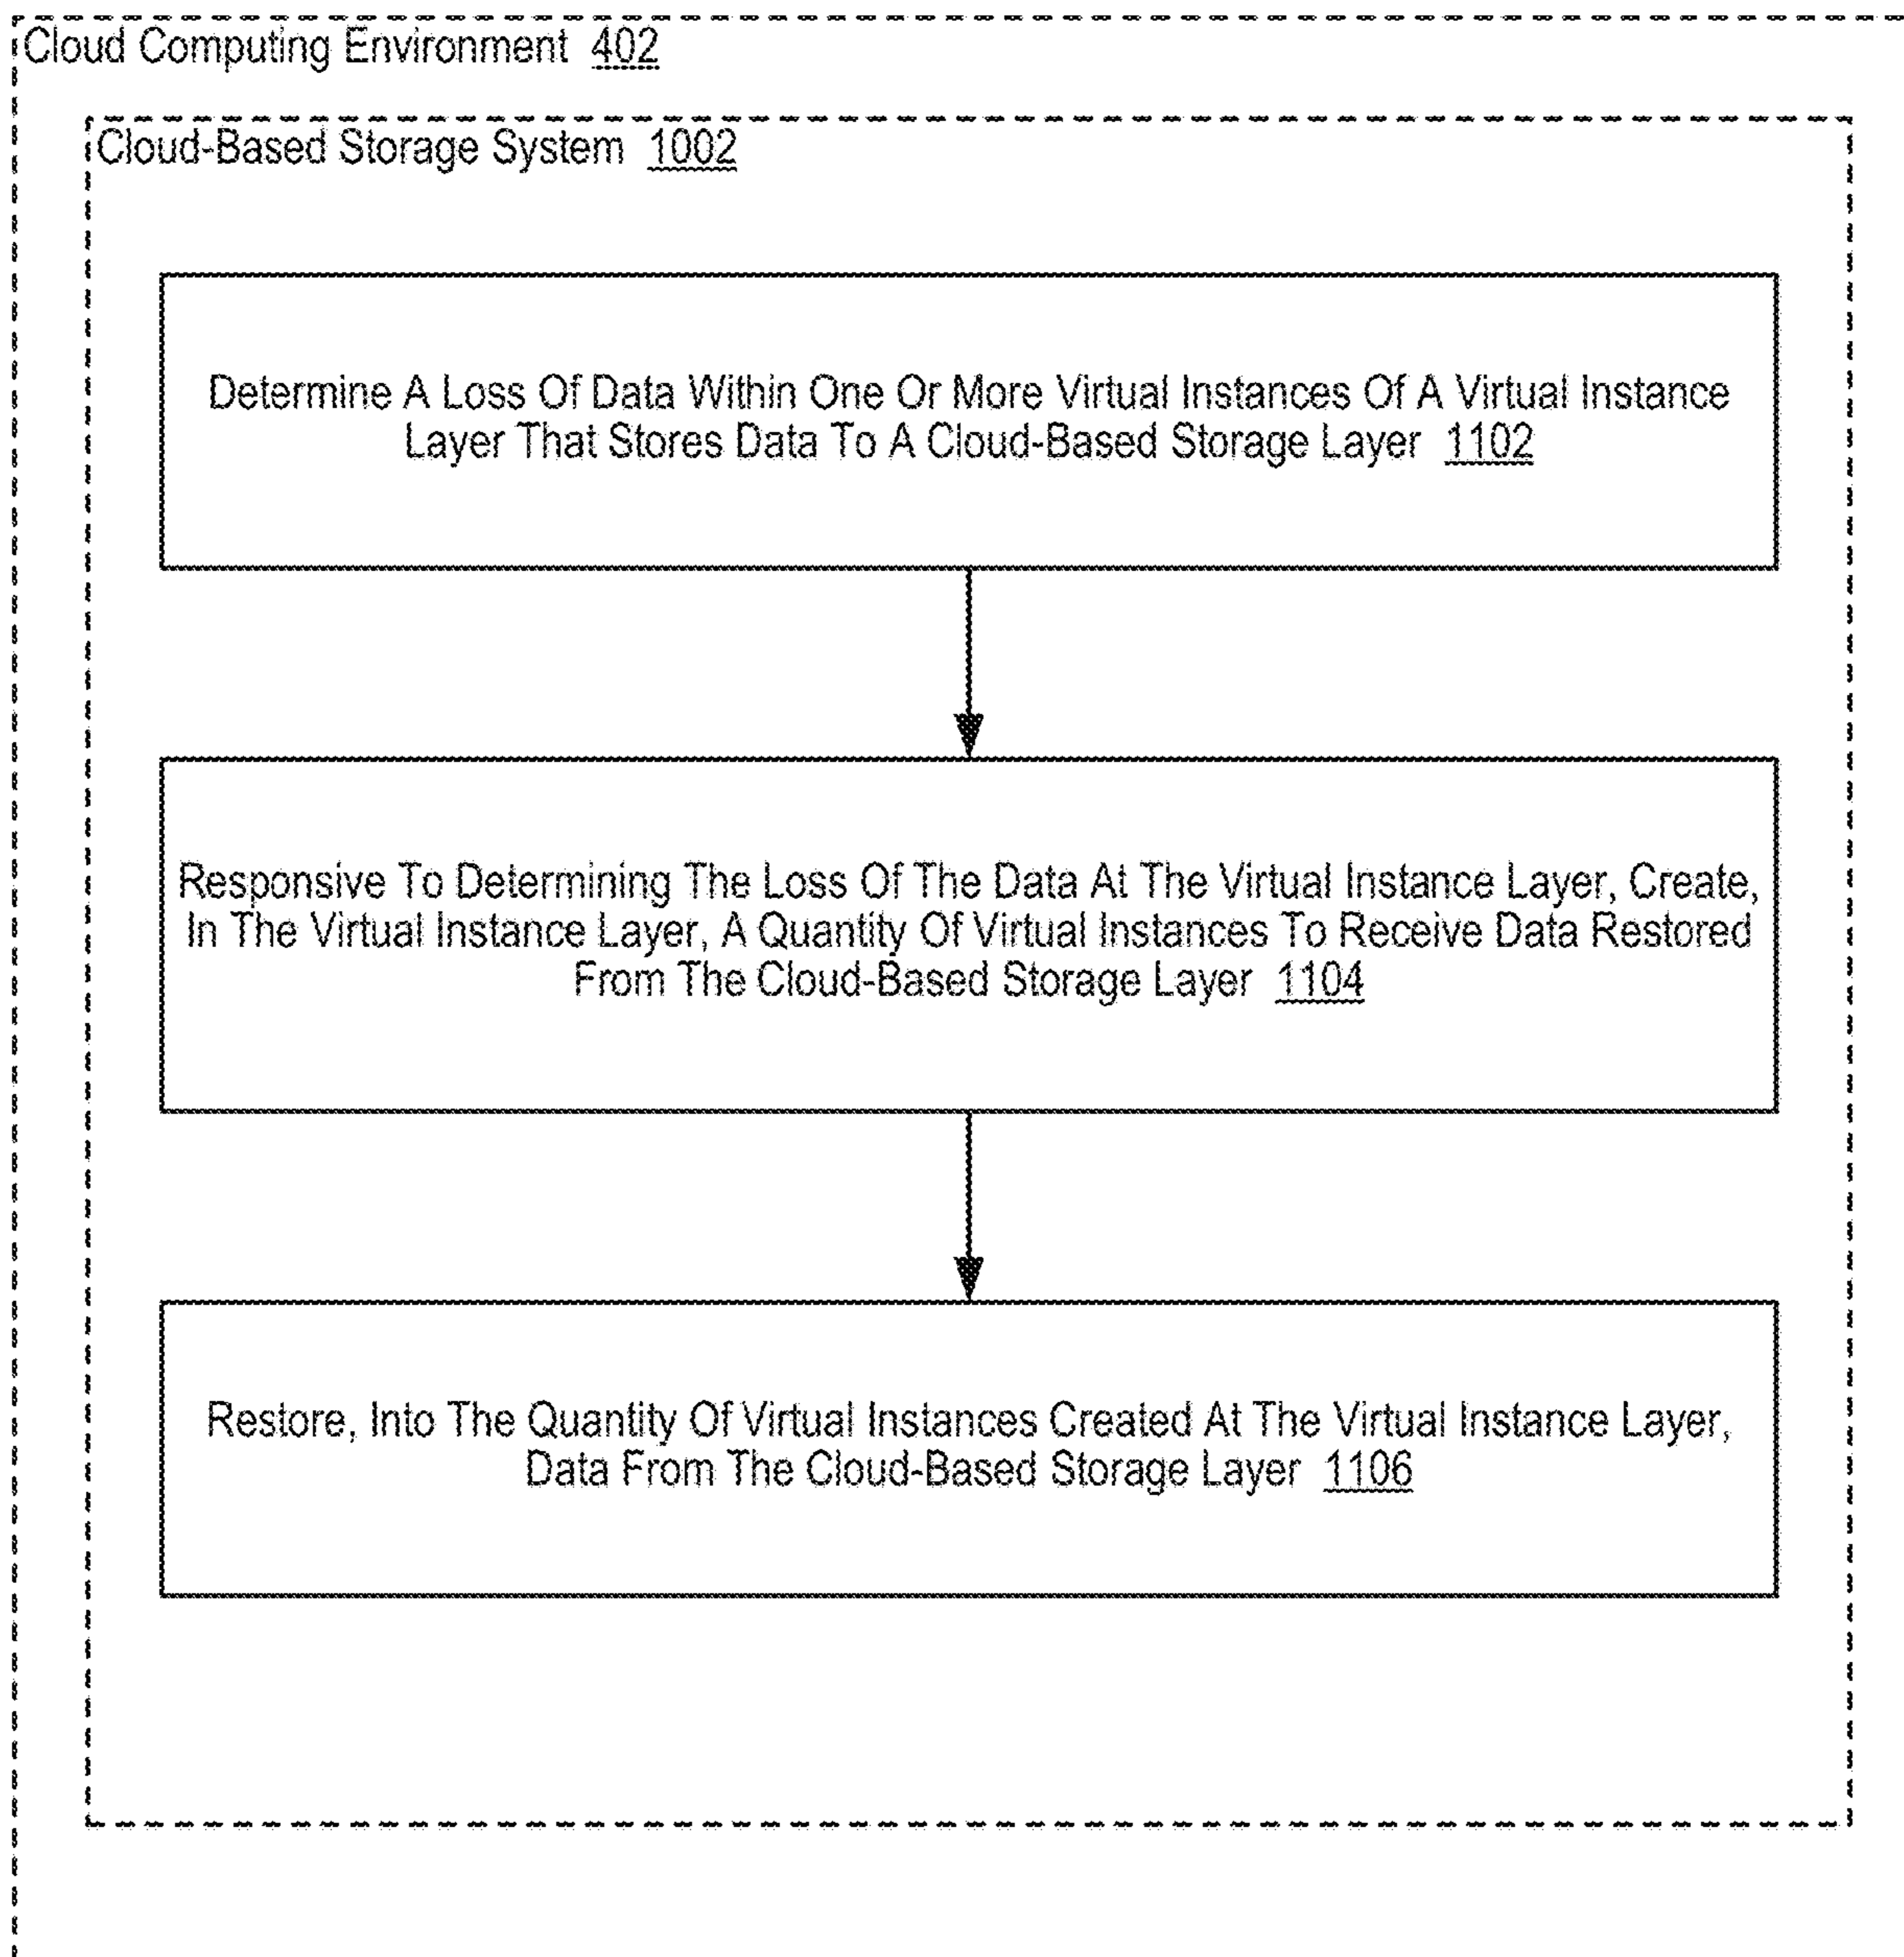 Cloud Computing Environment 402
Cloud-Based Storage System 1002
Determine A Loss Of Data Within One Or More Virtual Instances Of A Virtual Instance
Layer That Stores Data To A Cloud-Based Storage Layer 1102
Responsive To Determining The Loss Of The Data At The Virtual Instance Layer, Create,
In The Virtual Instance Layer, A Quantity Of Virtual Instances To Receive Data Restored
From The Cloud-Based Storage Layer 1104
Restore, Into The Quantity Of Virtual Instances Created At The Virtual Instance Layer,
Data From The Cloud-Based Storage Layer 1106